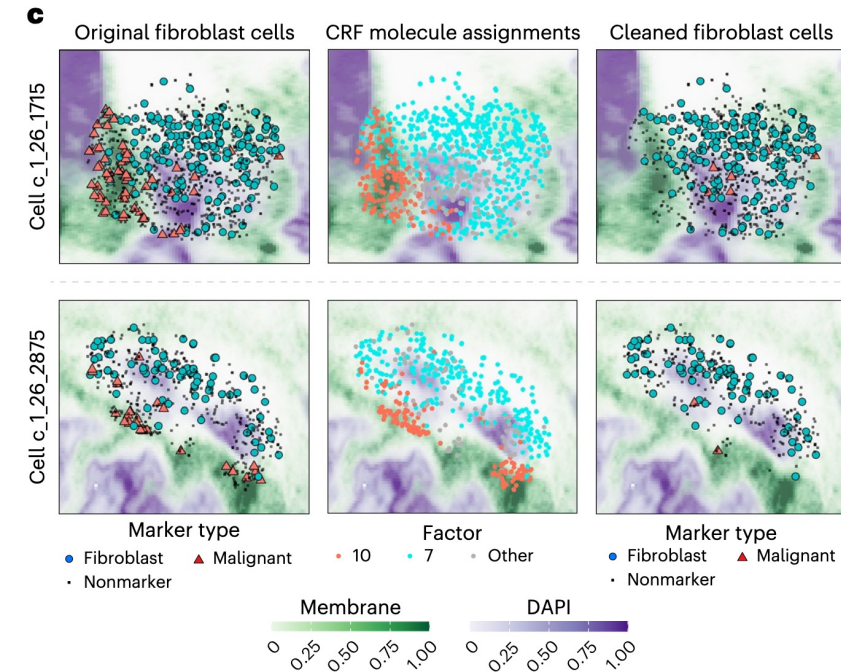 c
Original fibroblast cells CRF molecule assignments Cleaned fibroblast cells
Cell c_1_26_1715
Cell c_1_26_2875
Marker type Factor Marker type
Fibroblast Malignant 10 7 Other Fibroblast Malignant
Nonmarker Nonmarker
Membrane DAPI
0 0.25 0.50 0.75 1.00 0 0.25 0.50 0.75 1.00